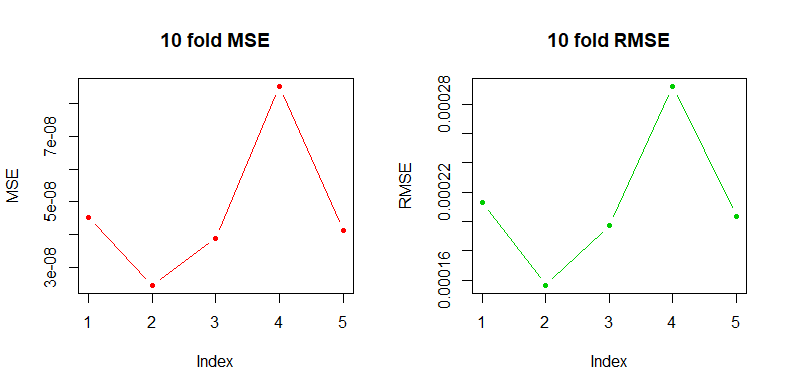 10 fold MSE
MSE
7e-08
5e-08
3e-08
1 2 3 4 5
Index
10 fold RMSE
RMSE
0.00028
0.00022
0.00016
1 2 3 4 5
Index